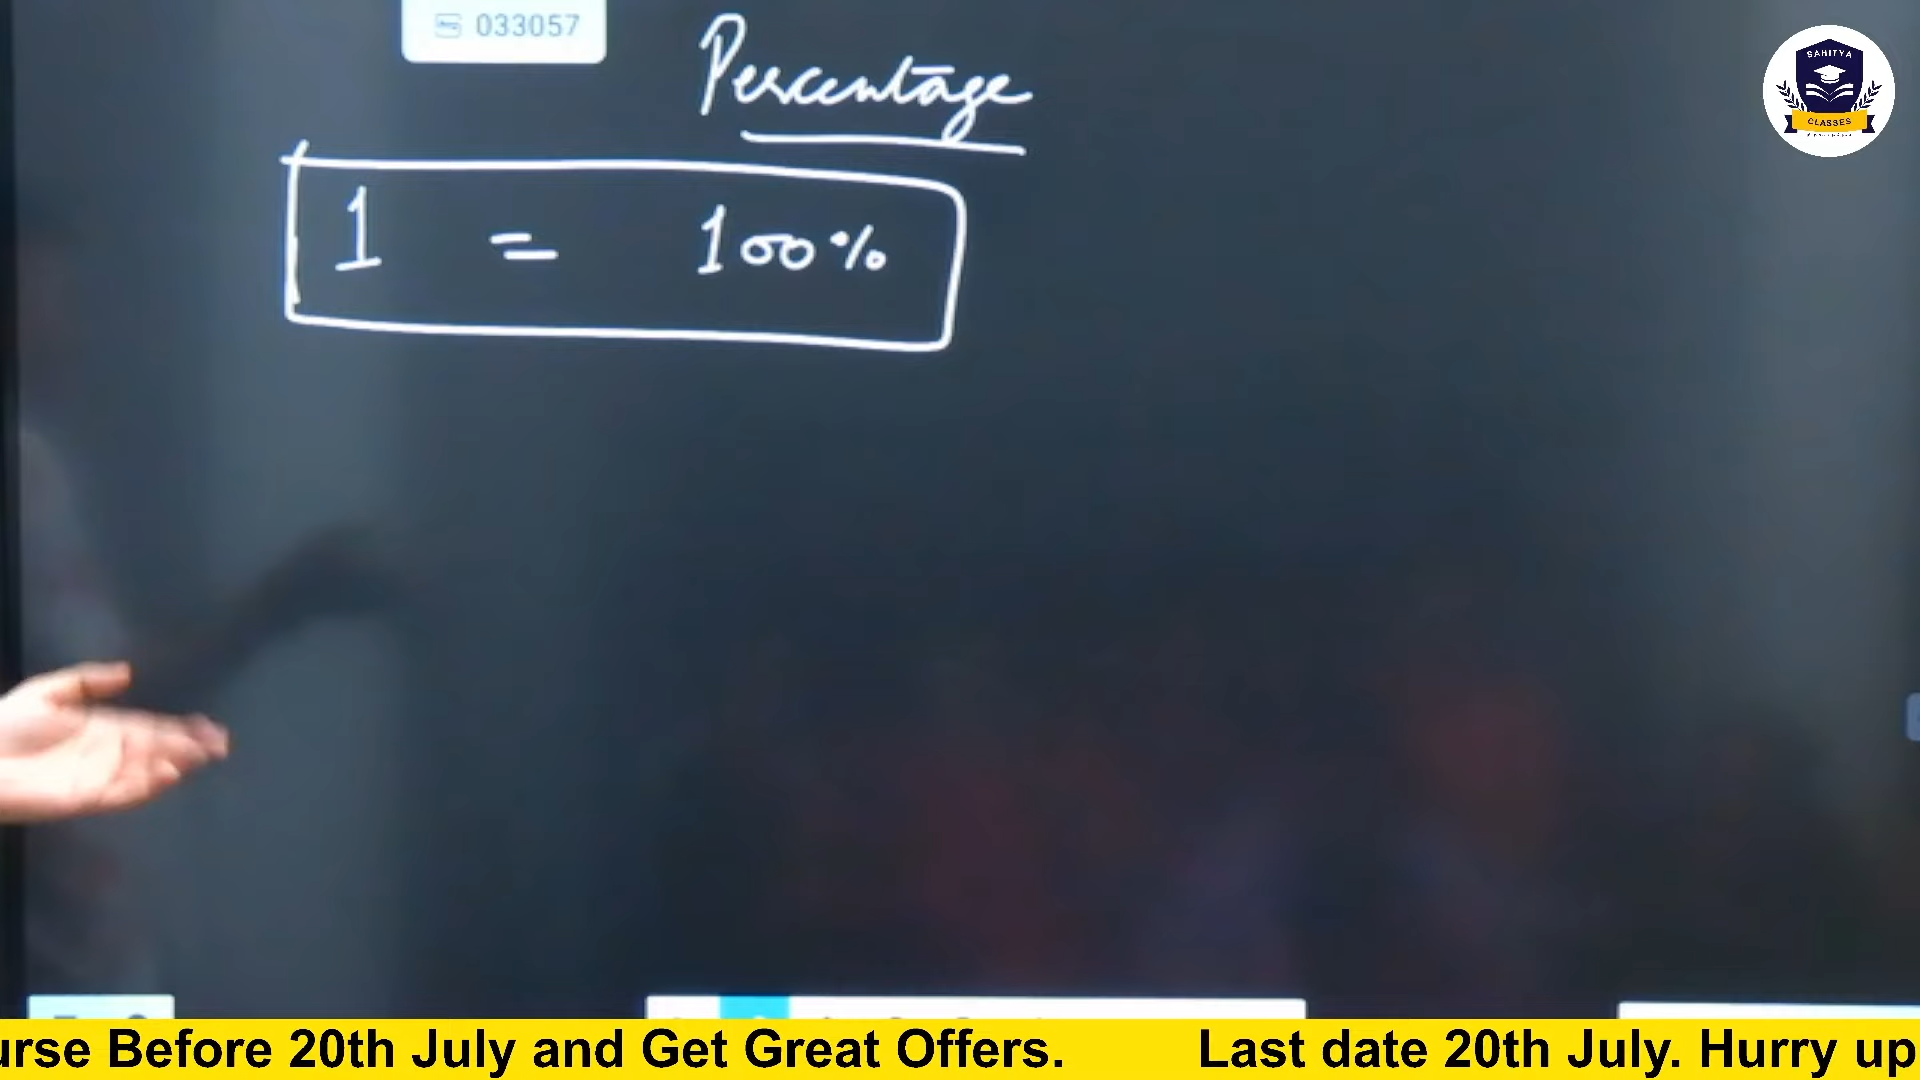 033057
Percentage
1 = 100%
SAHITYA
CLASSES
urse Before 20th July and Get Great Offers. Last date 20th July. Hurry up